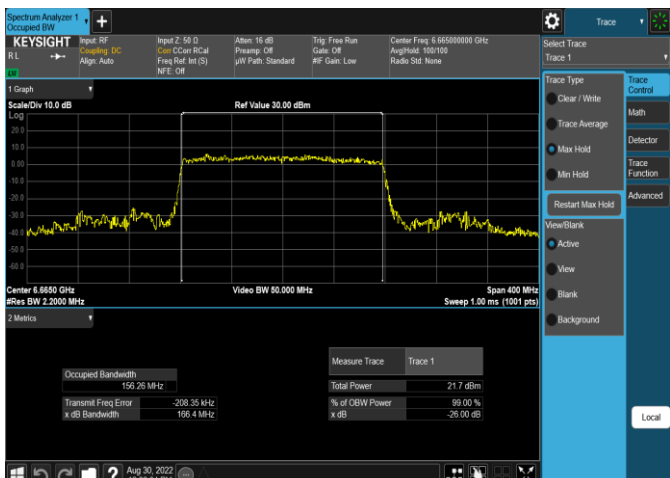 Spectrum Analyzer 1
Occupied BW
KEYSIGHT
R L
Input: RF
Coupling: DC
Align: Auto
Input Z: 50 Ω
Corr CCorr RCal
Freq Ref: Int (S)
NFE: Off
Atten: 16 dB
Preamp: Off
µW Path: Standard
Trig: Free Run
Gate: Off
#IF Gain: Low
Center Freq: 6.665000000 GHz
Avg|Hold: 100/100
Radio Std: None
1 Graph
Scale/Div 10.0 dB
Ref Value 30.00 dBm
Log
20.0
10.0
0.00
-10.0
-20.0
-30.0
-40.0
-50.0
-60.0
Center 6.6650 GHz
Video BW 50.000 MHz
Span 400 MHz
#Res BW 2.2000 MHz
Sweep 1.00 ms (1001 pts)
2 Metrics
Occupied Bandwidth
156.26 MHz
Transmit Freq Error -208.35 kHz
x dB Bandwidth 166.4 MHz
Measure Trace Trace 1
Total Power 21.7 dBm
% of OBW Power 99.00 %
x dB -26.00 dB
Aug 30, 2022
Trace
Select Trace
Trace 1
Trace Type
Clear / Write
Trace Average
Max Hold
Min Hold
Restart Max Hold
View/Blank
Active
View
Blank
Background
Trace
Control
Math
Detector
Trace
Function
Advanced
Local